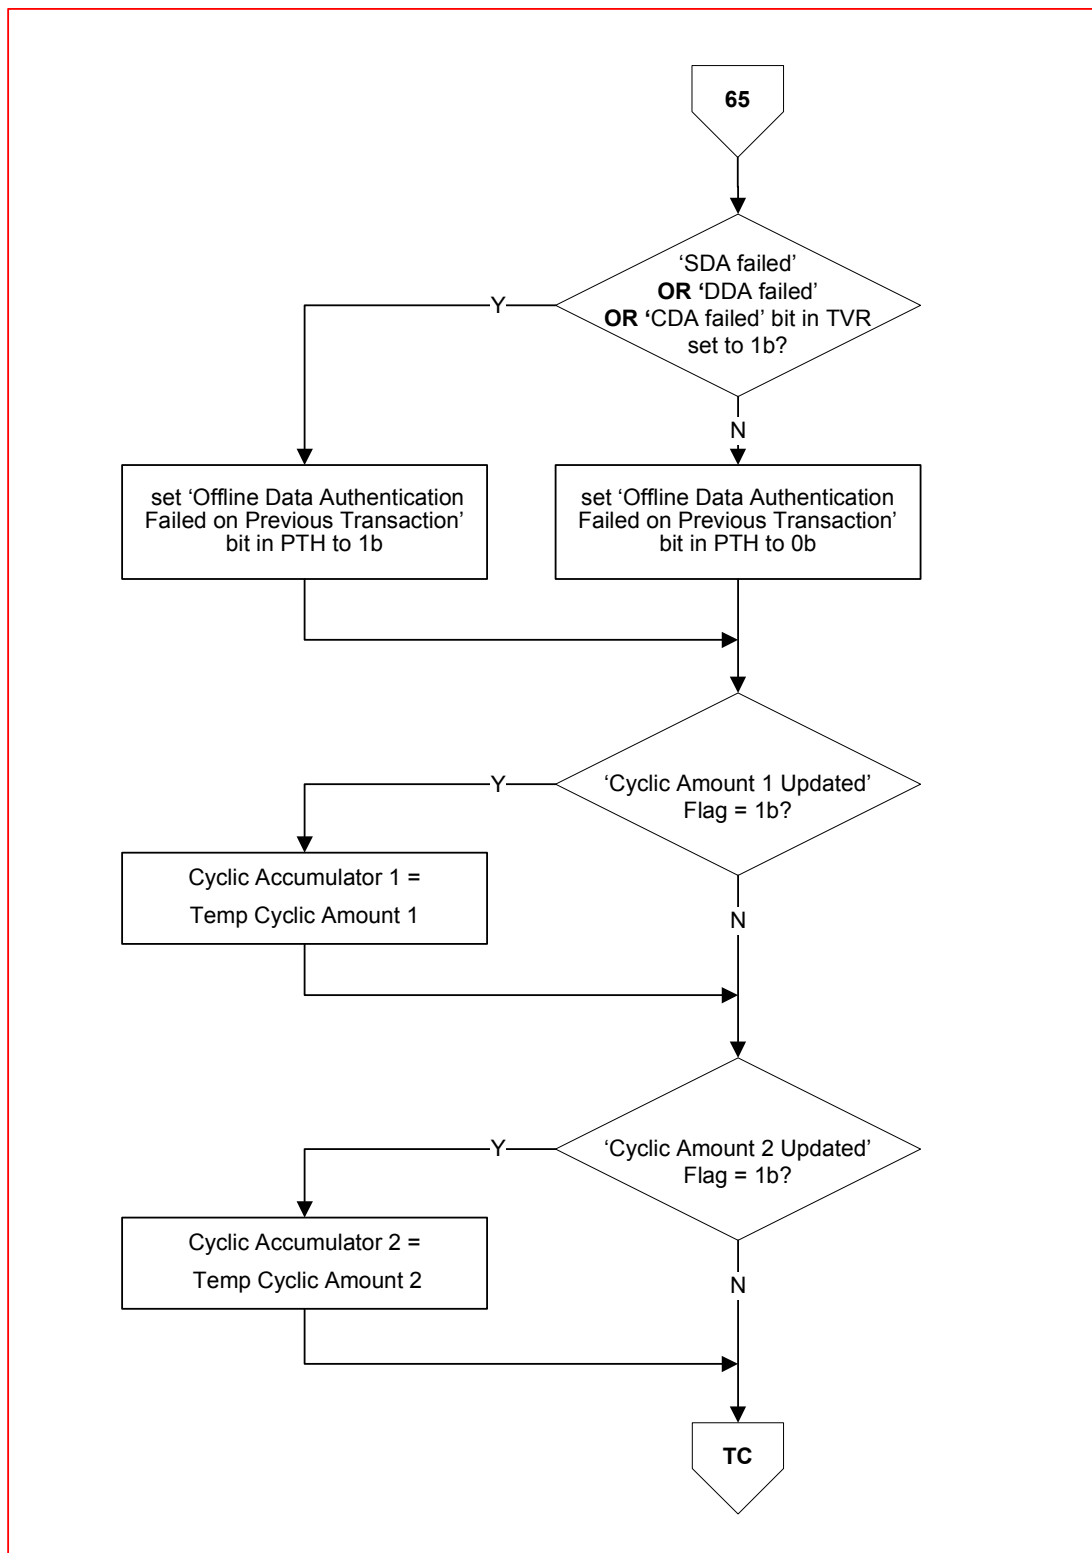 65
‘SDA failed’
OR ‘DDA failed’
OR ‘CDA failed’ bit in TVR
set to 1b?
Y
N
set ‘Offline Data Authentication
Failed on Previous Transaction’
bit in PTH to 1b
set ‘Offline Data Authentication
Failed on Previous Transaction’
bit in PTH to 0b
Y
‘Cyclic Amount 1 Updated’
Flag = 1b?
Cyclic Accumulator 1 =
Temp Cyclic Amount 1
N
Y
‘Cyclic Amount 2 Updated’
Flag = 1b?
Cyclic Accumulator 2 =
Temp Cyclic Amount 2
N
TC